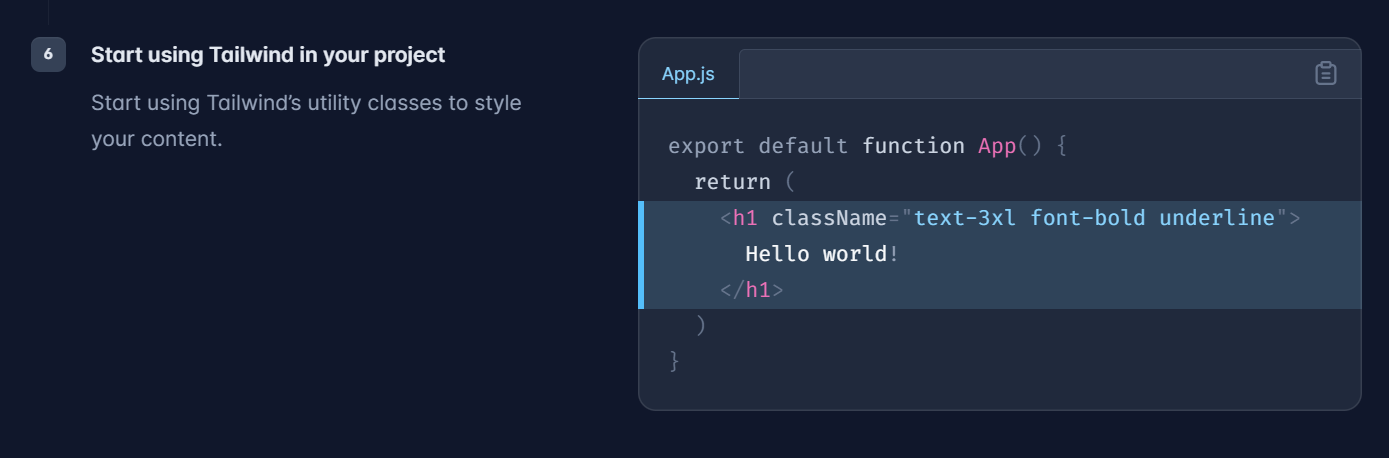 6
Start using Tailwind in your project
Start using Tailwind’s utility classes to style
your content.
App.js
export default function App() {
  return (
    <h1 className="text-3xl font-bold underline">
      Hello world!
    </h1>
  )
}